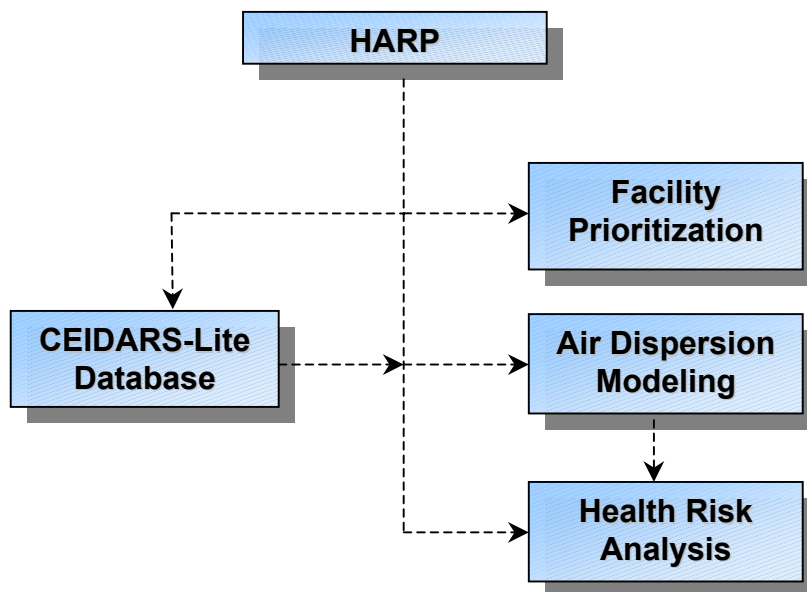 HARP
Facility
Prioritization
CEIDARS-Lite
Database
Air Dispersion
Modeling
Health Risk
Analysis